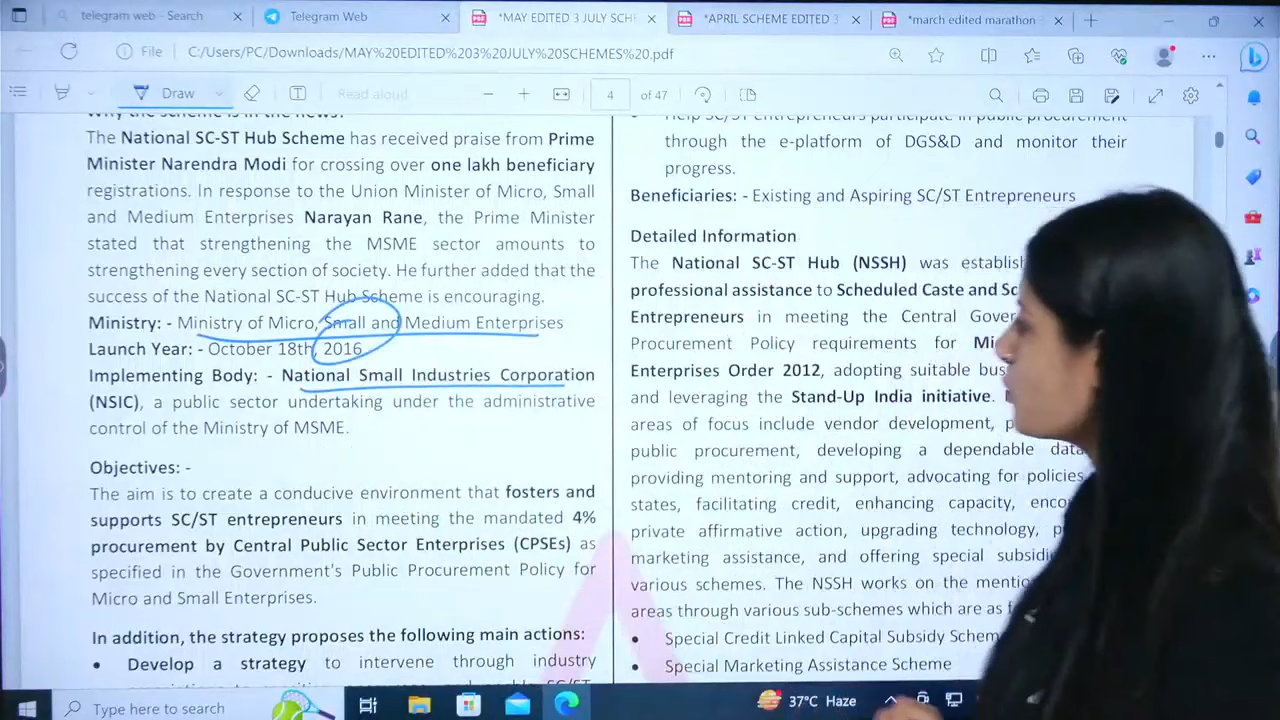 telegram web - Search
Telegram Web
*MAY EDITED 3 JULY SCHE
*APRIL SCHEME EDITED 3
*march edited marathon
File
C:/Users/PC/Downloads/MAY%20EDITED%203%20JULY%20SCHEMES%20.pdf
Draw
Read aloud
4
of 47
Why the scheme is in the news?
The National SC-ST Hub Scheme has received praise from Prime
Minister Narendra Modi for crossing over one lakh beneficiary
registrations. In response to the Union Minister of Micro, Small
and Medium Enterprises Narayan Rane, the Prime Minister
stated that strengthening the MSME sector amounts to
strengthening every section of society. He further added that the
success of the National SC-ST Hub Scheme is encouraging.
Ministry: - Ministry of Micro, Small and Medium Enterprises
Launch Year: - October 18th, 2016
Implementing Body: - National Small Industries Corporation
(NSIC), a public sector undertaking under the administrative
control of the Ministry of MSME.
Objectives: -
The aim is to create a conducive environment that fosters and
supports SC/ST entrepreneurs in meeting the mandated 4%
procurement by Central Public Sector Enterprises (CPSEs) as
specified in the Government's Public Procurement Policy for
Micro and Small Enterprises.
In addition, the strategy proposes the following main actions:
• Develop a strategy to intervene through industry
• Help SC/ST entrepreneurs participate in public procurement
through the e-platform of DGS&D and monitor their
progress.
Beneficiaries: - Existing and Aspiring SC/ST Entrepreneurs
Detailed Information
The National SC-ST Hub (NSSH) was establis
professional assistance to Scheduled Caste and Sc
Entrepreneurs in meeting the Central Gover
Procurement Policy requirements for Mi
Enterprises Order 2012, adopting suitable bus
and leveraging the Stand-Up India initiative.
areas of focus include vendor development, p
public procurement, developing a dependable data
providing mentoring and support, advocating for policies
states, facilitating credit, enhancing capacity, enco
private affirmative action, upgrading technology, p
marketing assistance, and offering special subsidi
various schemes. The NSSH works on the mentio
areas through various sub-schemes which are as f
• Special Credit Linked Capital Subsidy Schem
• Special Marketing Assistance Scheme
Type here to search
37°C Haze